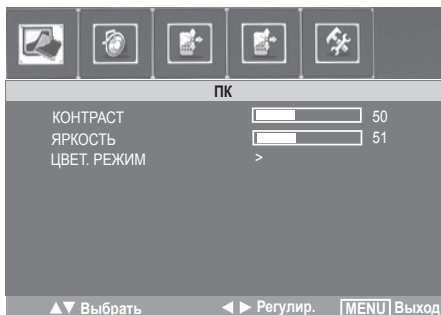 ПК
КОНТРАСТ 50
ЯРКОСТЬ 51
ЦВЕТ. РЕЖИМ >
▲▼ Выбрать ◄ ► Регулир. MENU Выход